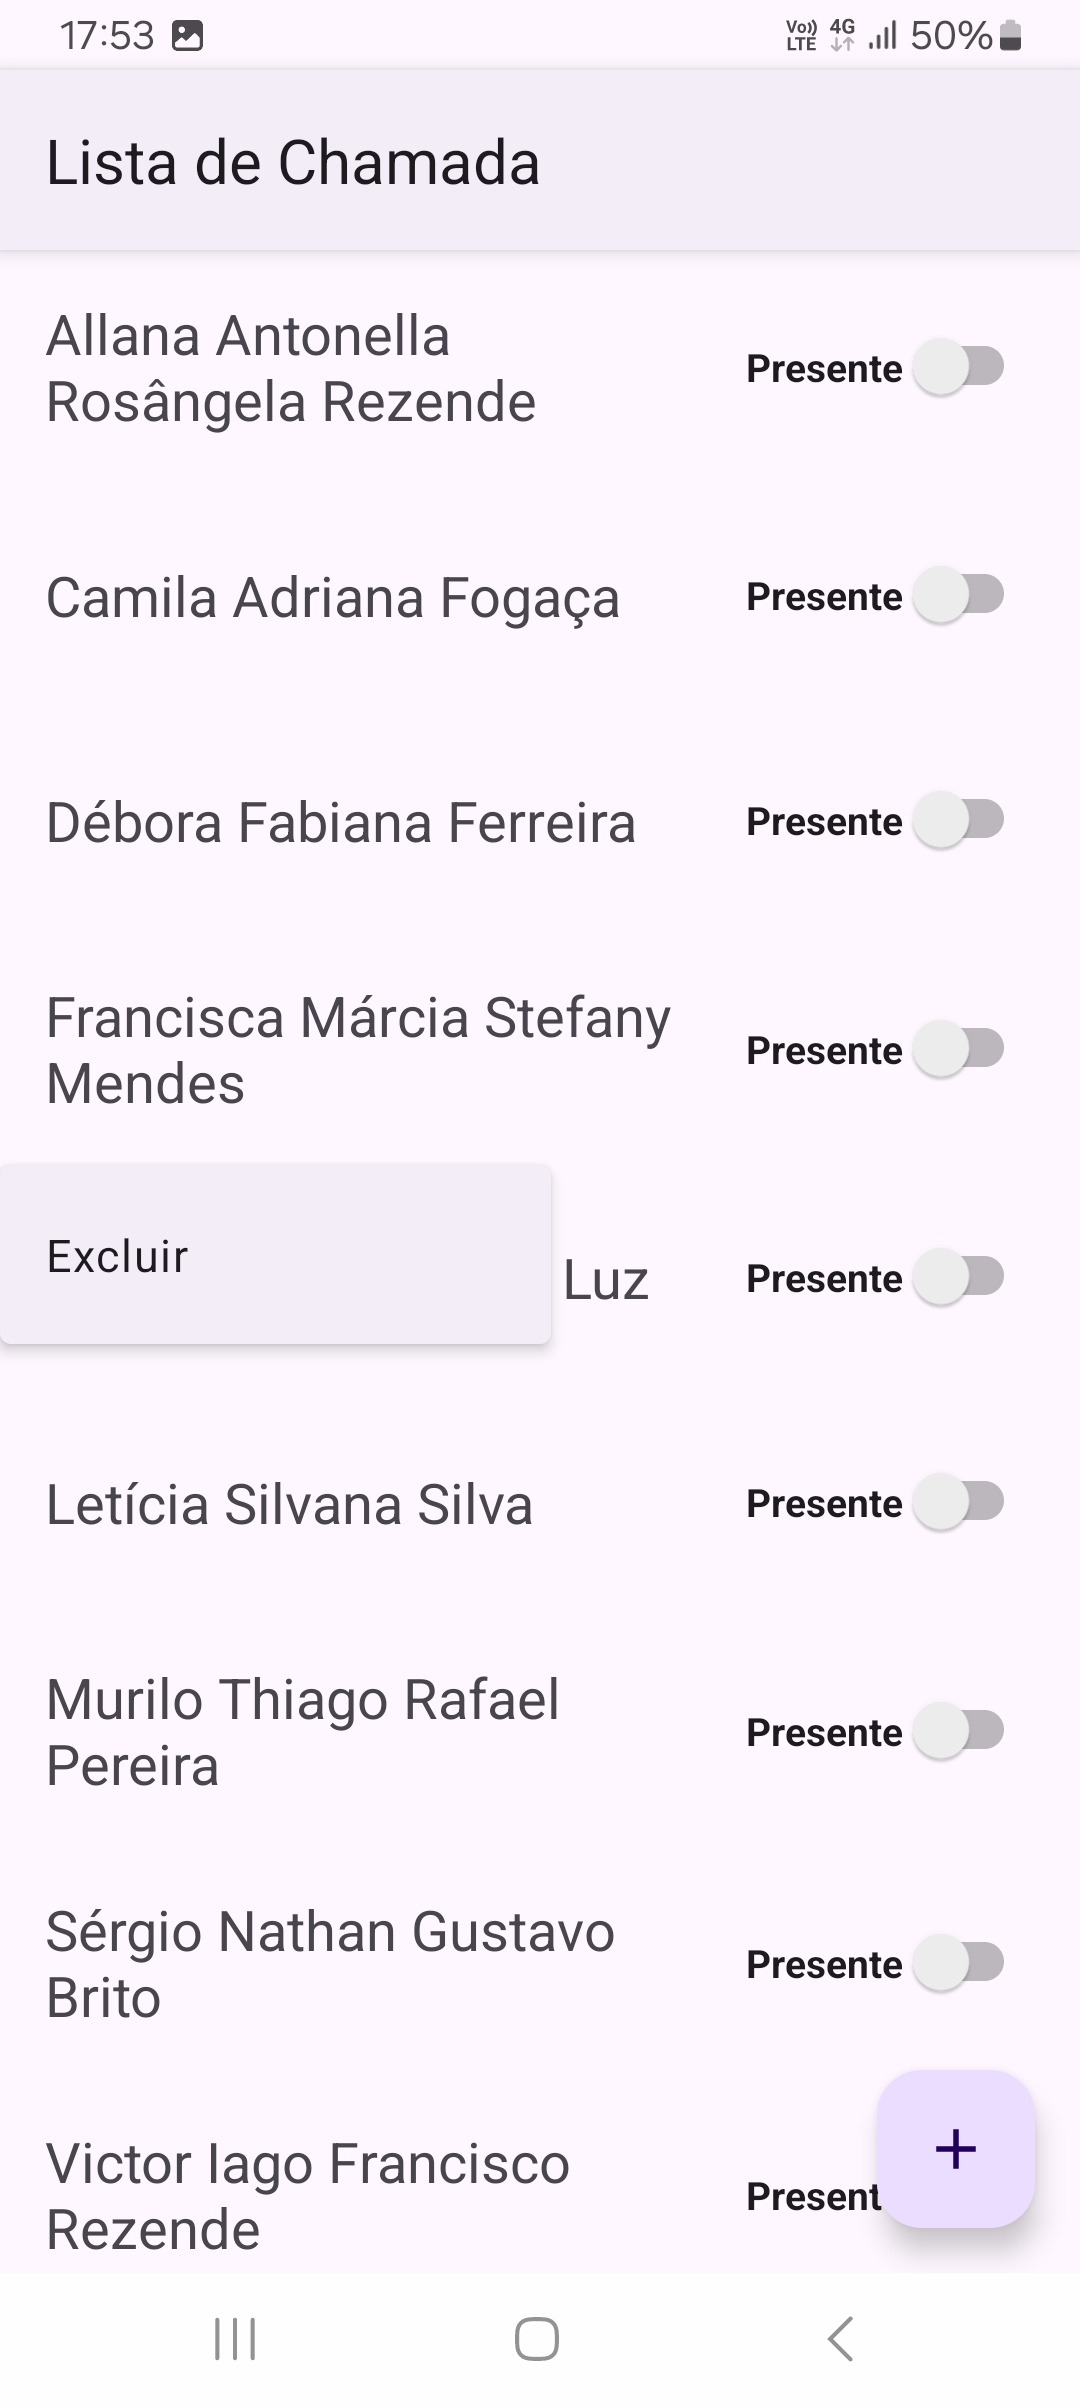 17:53
Vo)) LTE 4G 50%
Lista de Chamada
Allana Antonella
Rosângela Rezende
Presente
Camila Adriana Fogaça
Presente
Débora Fabiana Ferreira
Presente
Francisca Márcia Stefany
Mendes
Presente
Excluir
Luz
Presente
Letícia Silvana Silva
Presente
Murilo Thiago Rafael
Pereira
Presente
Sérgio Nathan Gustavo
Brito
Presente
Victor Iago Francisco
Rezende
Present
+